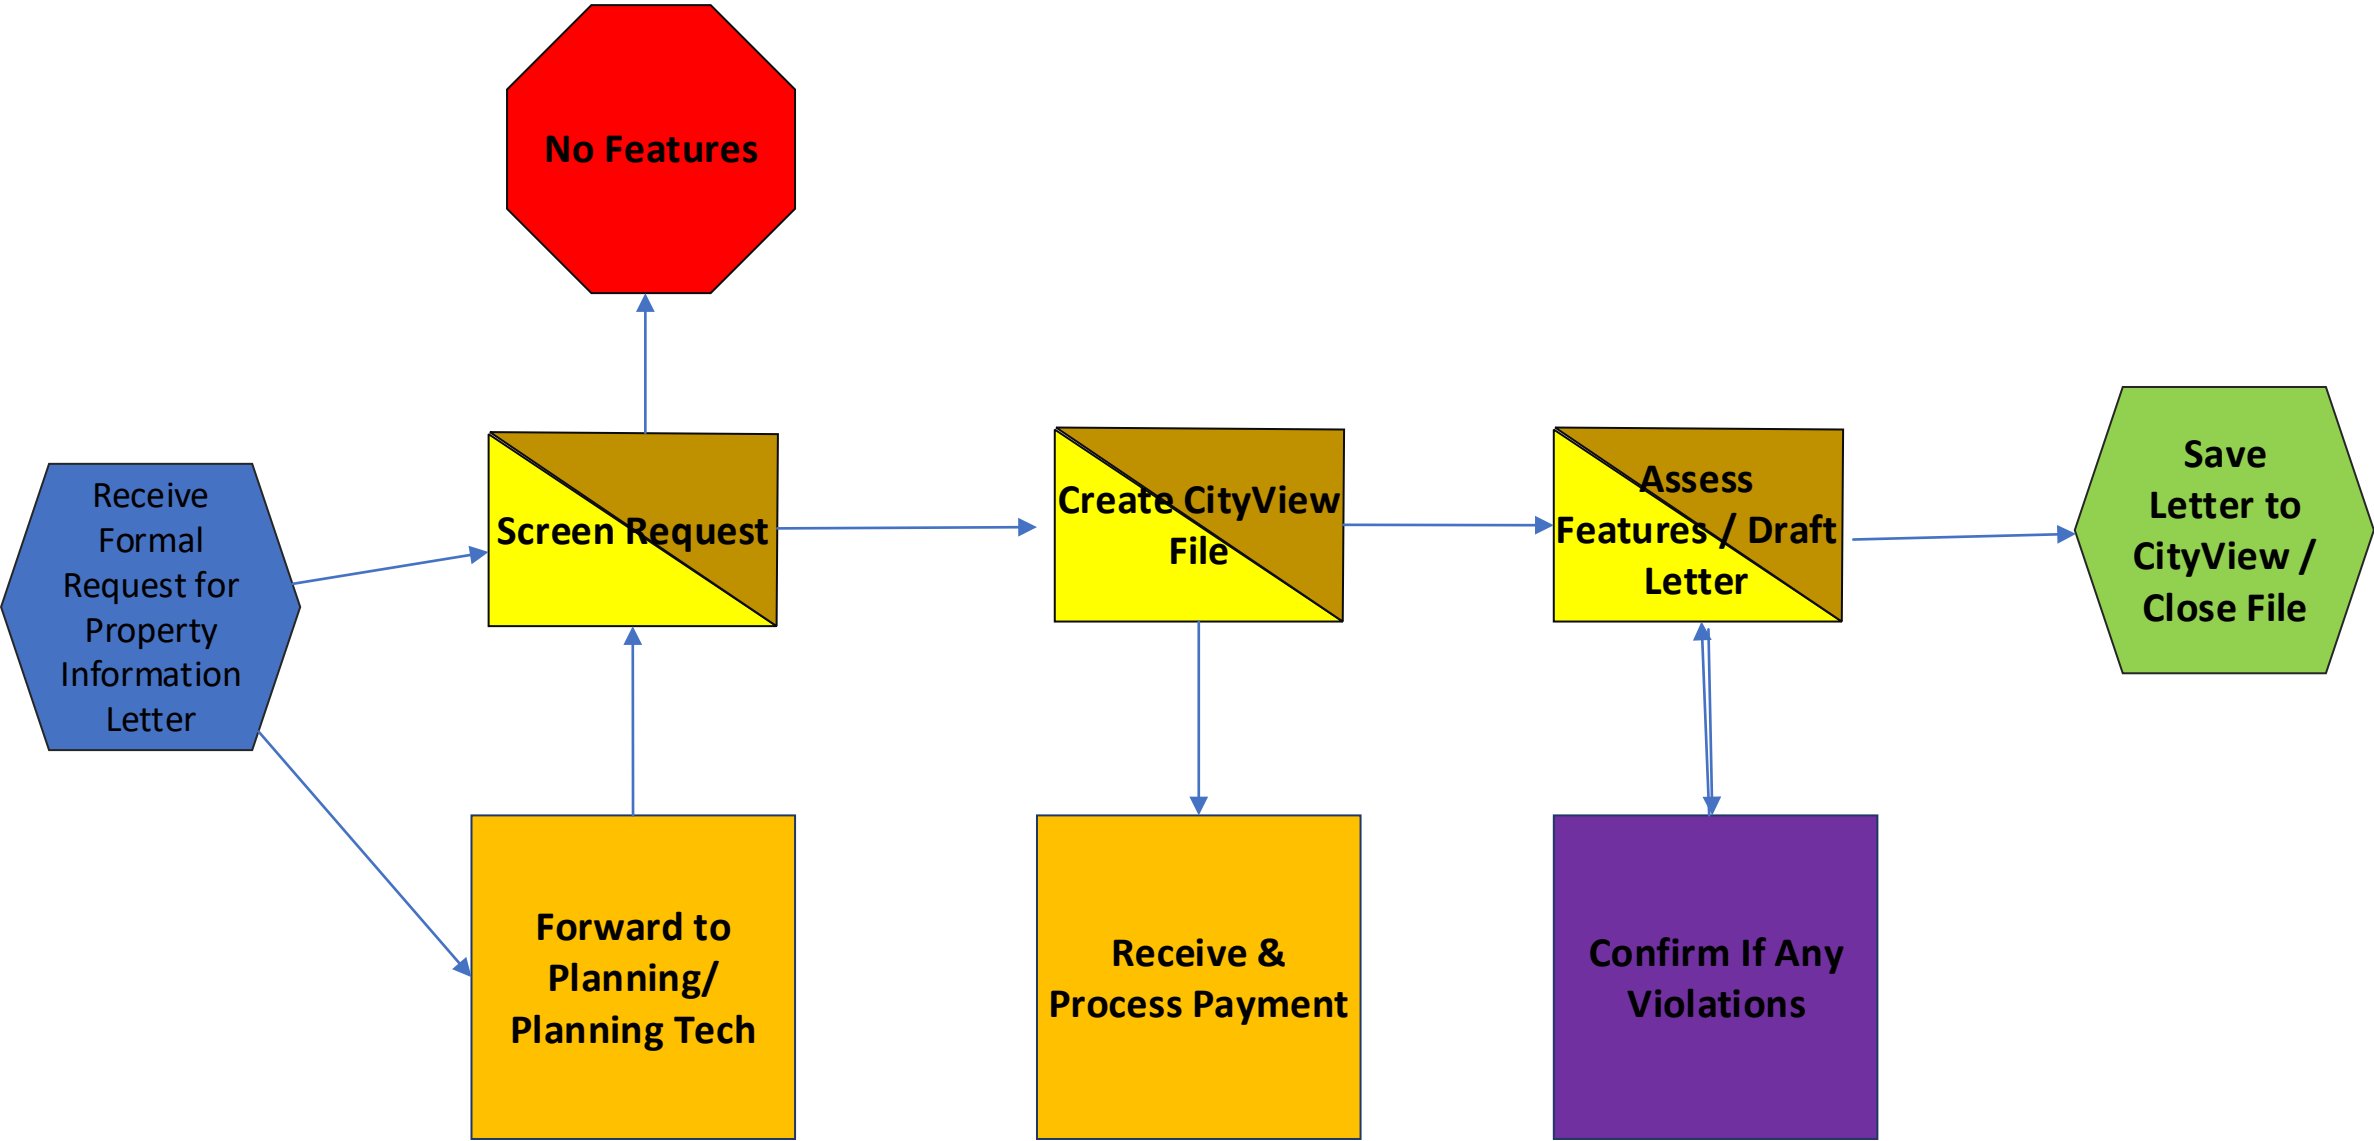 No Features
Receive
Formal
Request for
Property
Information
Letter
Screen Request
Create CityView
File
Assess
Features / Draft
Letter
Save
Letter to
CityView /
Close File
Forward to
Planning/
Planning Tech
Receive &
Process Payment
Confirm If Any
Violations